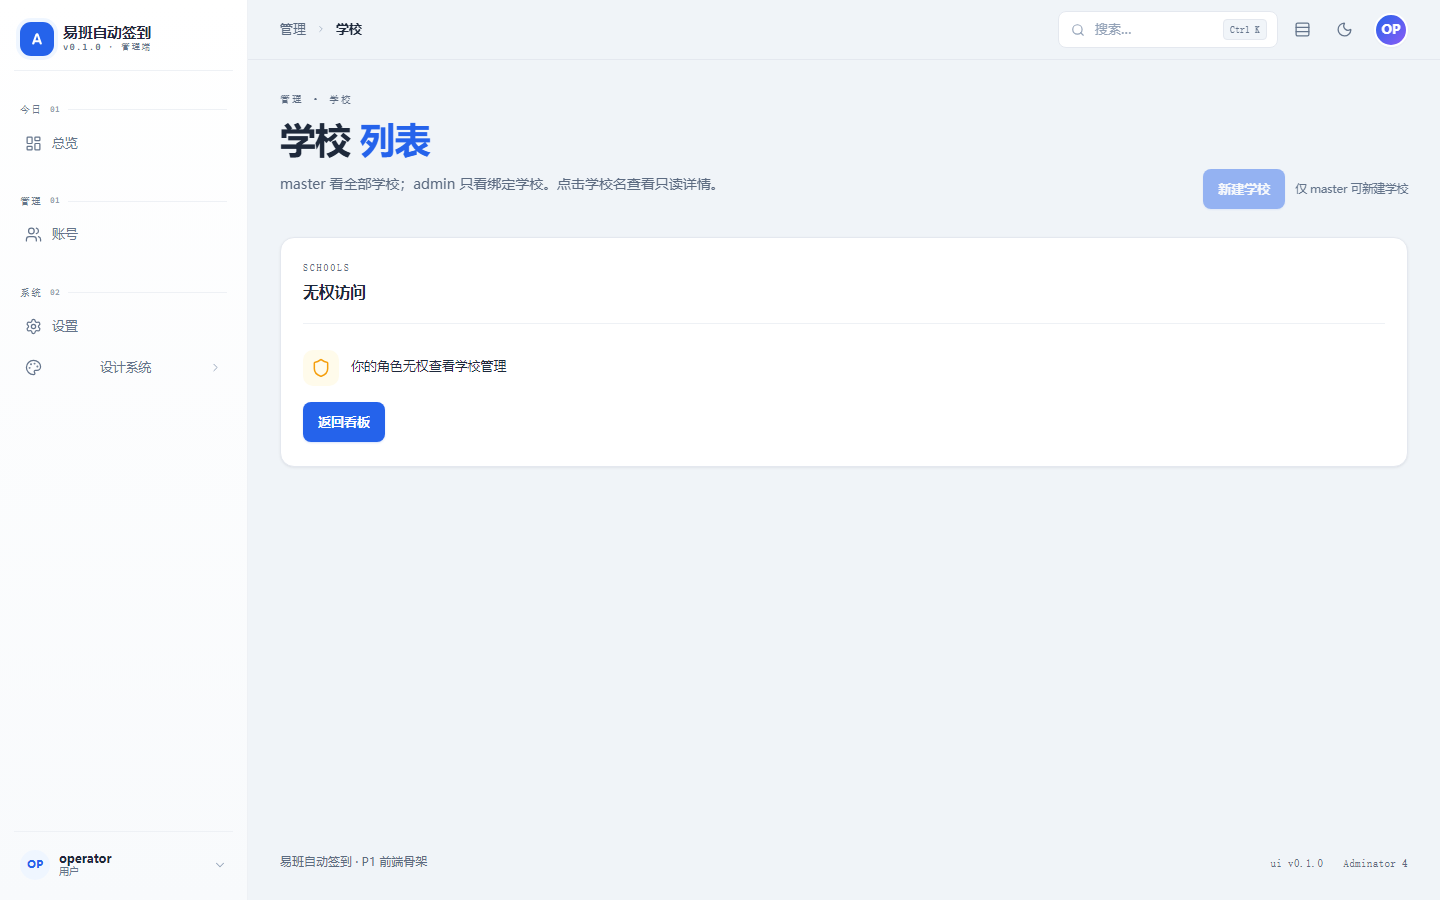 A
易班自动签到
v0.1.0 · 管理端
今日 01
总览
管理 01
账号
系统 02
设置
设计系统
OP
operator
用户
管理 › 学校
搜索...
Ctrl K
OP
管理 • 学校
学校 列表
master 看全部学校；admin 只看绑定学校。点击学校名查看只读详情。
新建学校
仅 master 可新建学校
SCHOOLS
无权访问
你的角色无权查看学校管理
返回看板
易班自动签到 · P1 前端骨架
ui v0.1.0
Adminator 4